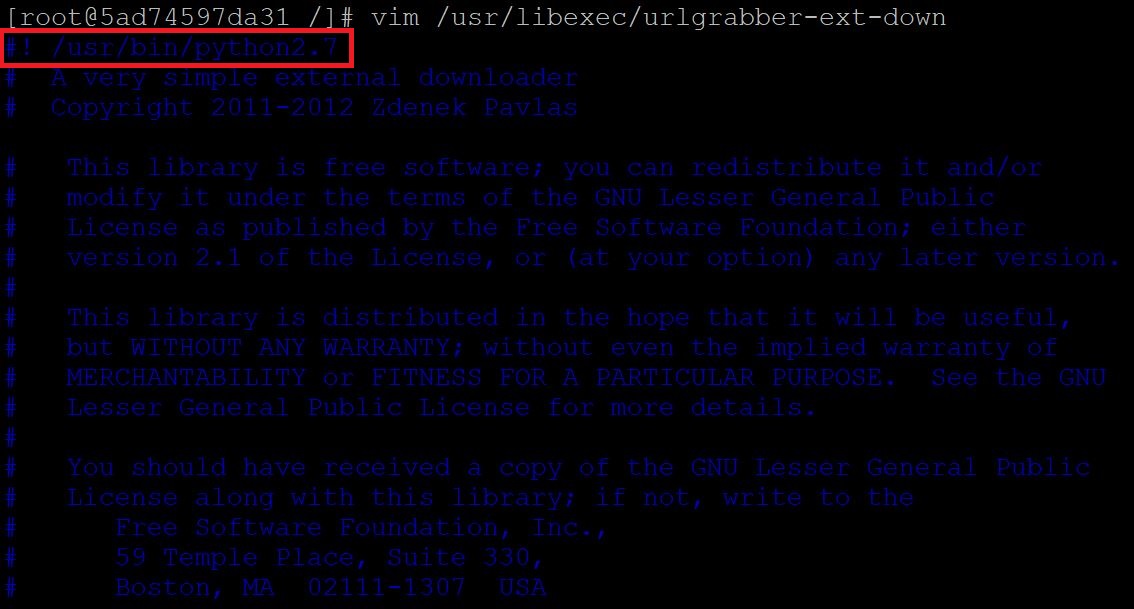 [root@5ad74597da31 /]# vim /usr/libexec/urlgrabber-ext-down
#! /usr/bin/python2.7
#  A very simple external downloader
#  Copyright 2011-2012 Zdenek Pavlas

#   This library is free software; you can redistribute it and/or
#   modify it under the terms of the GNU Lesser General Public
#   License as published by the Free Software Foundation; either
#   version 2.1 of the License, or (at your option) any later version.
#
#   This library is distributed in the hope that it will be useful,
#   but WITHOUT ANY WARRANTY; without even the implied warranty of
#   MERCHANTABILITY or FITNESS FOR A PARTICULAR PURPOSE.  See the GNU
#   Lesser General Public License for more details.
#
#   You should have received a copy of the GNU Lesser General Public
#   License along with this library; if not, write to the
#      Free Software Foundation, Inc.,
#      59 Temple Place, Suite 330,
#      Boston, MA  02111-1307  USA